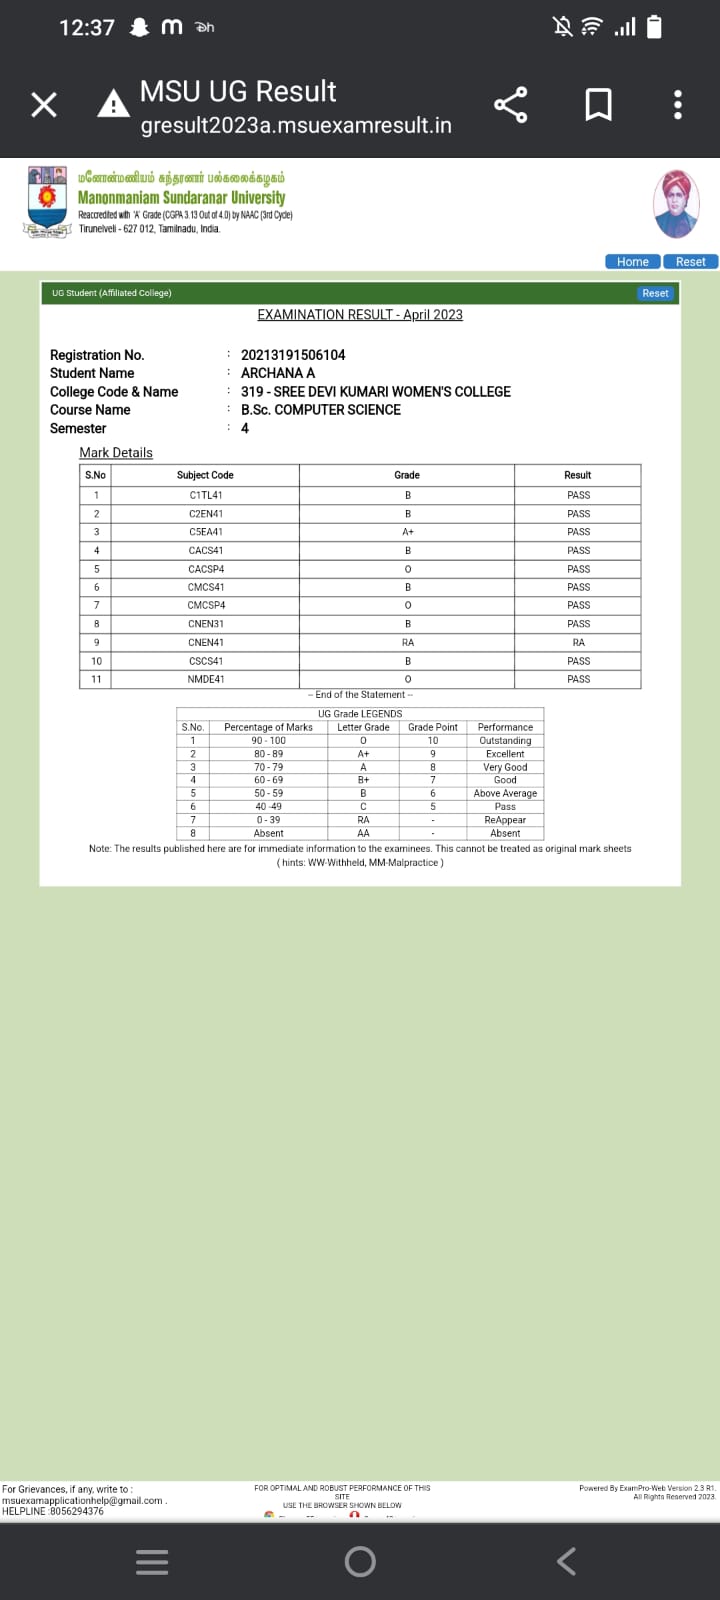 12:37 m
MSU UG Result
gresult2023a.msuexamresult.in
மனோன்மணியம் சுந்தரனார் பல்கலைக்கழகம்
Manonmaniam Sundaranar University
Reaccredited with 'A' Grade (CGPA 3.13 Out of 4.0) by NAAC (3rd Cycle)
Tirunelveli - 627 012, Tamilnadu, India.
Home Reset
UG Student (Affiliated College) Reset
EXAMINATION RESULT - April 2023
Registration No. : 20213191506104
Student Name : ARCHANA A
College Code & Name : 319 - SREE DEVI KUMARI WOMEN'S COLLEGE
Course Name : B.Sc. COMPUTER SCIENCE
Semester : 4
Mark Details
S.No Subject Code Grade Result
1 C1TL41 B PASS
2 C2EN41 B PASS
3 C5EA41 A+ PASS
4 CACS41 B PASS
5 CACSP4 O PASS
6 CMCS41 B PASS
7 CMCSP4 O PASS
8 CNEN31 B PASS
9 CNEN41 RA RA
10 CSCS41 B PASS
11 NMDE41 O PASS
-- End of the Statement --
UG Grade LEGENDS
S.No. Percentage of Marks Letter Grade Grade Point Performance
1 90 - 100 O 10 Outstanding
2 80 - 89 A+ 9 Excellent
3 70 - 79 A 8 Very Good
4 60 - 69 B+ 7 Good
5 50 - 59 B 6 Above Average
6 40 -49 C 5 Pass
7 0 - 39 RA - ReAppear
8 Absent AA - Absent
Note: The results published here are for immediate information to the examinees. This cannot be treated as original mark sheets
( hints: WW-Withheld, MM-Malpractice )
For Grievances, if any, write to :
msuexamapplicationhelp@gmail.com .
HELPLINE :8056294376
FOR OPTIMAL AND ROBUST PERFORMANCE OF THIS
SITE
USE THE BROWSER SHOWN BELOW
Powered By ExamPro-Web Version 2.3 R1.
All Rights Reserved 2023.